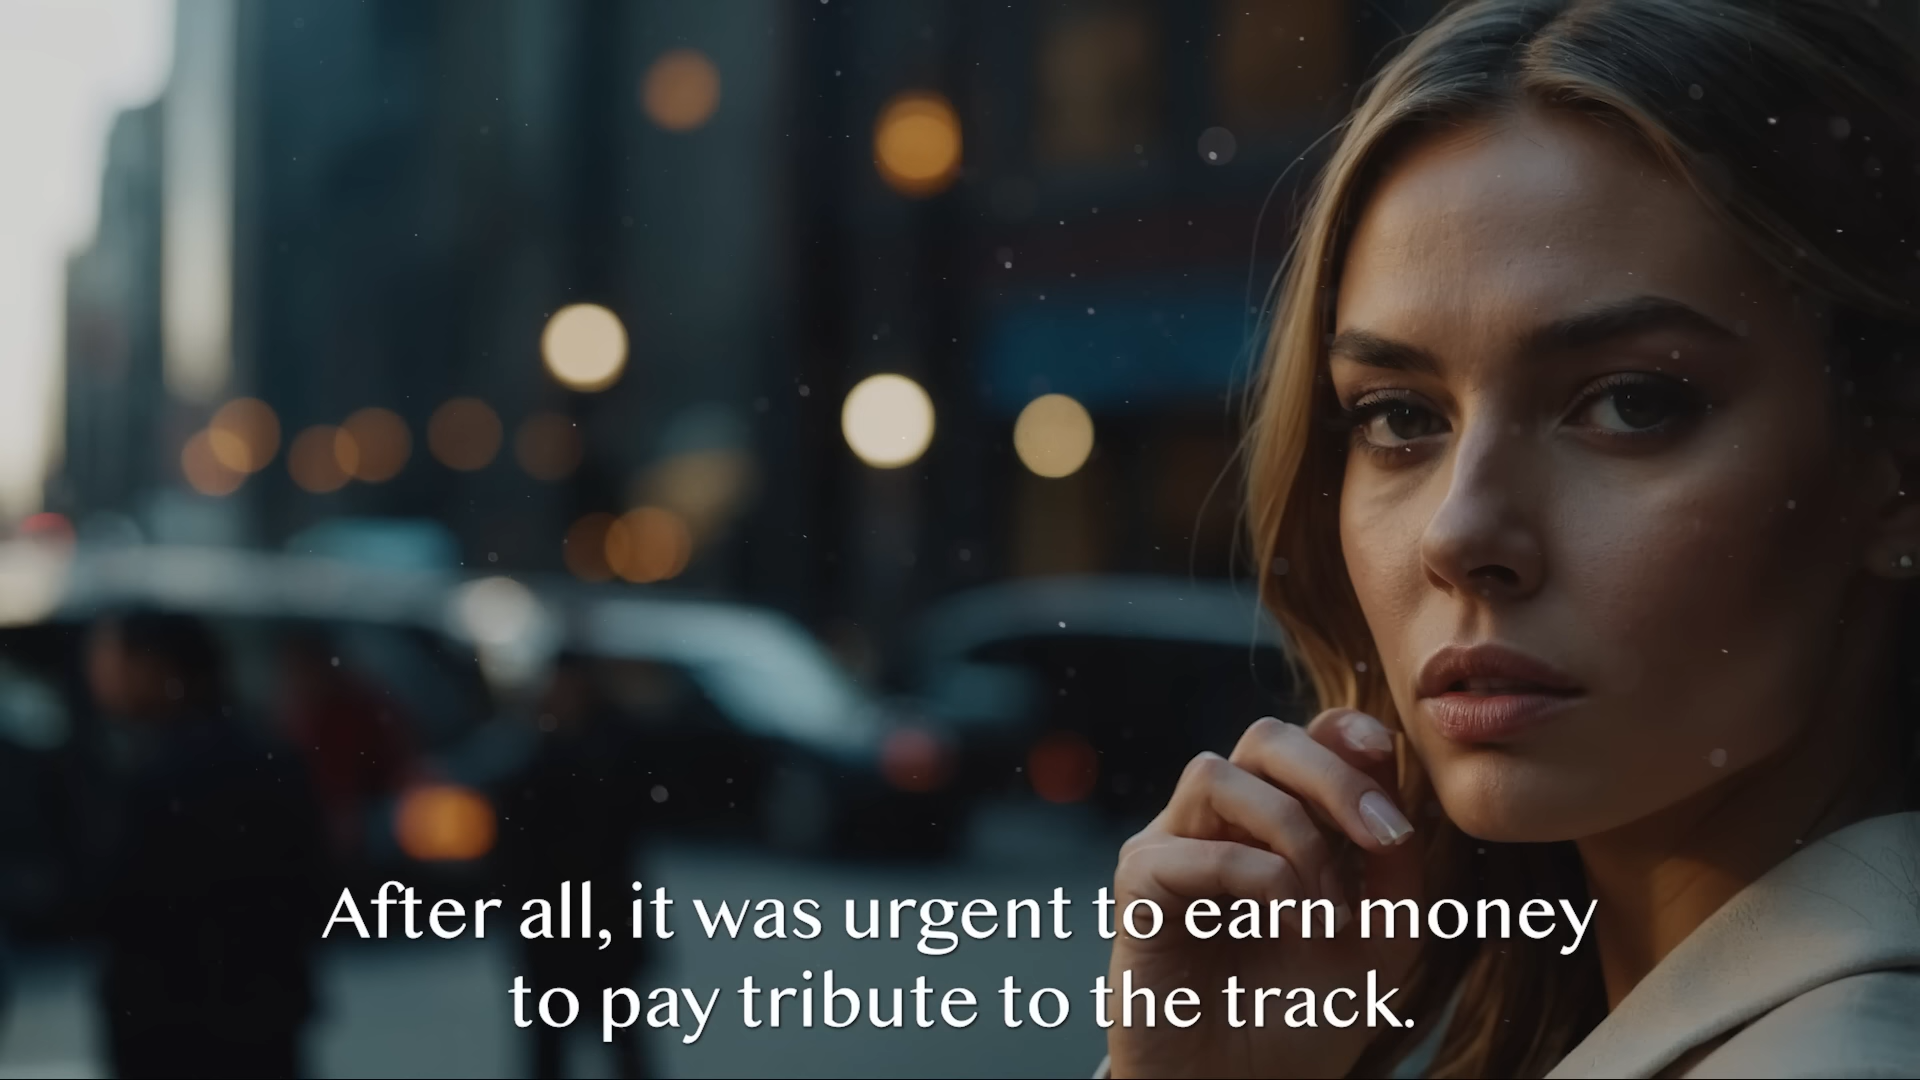 After all, it was urgent to earn money
to pay tribute to the track.